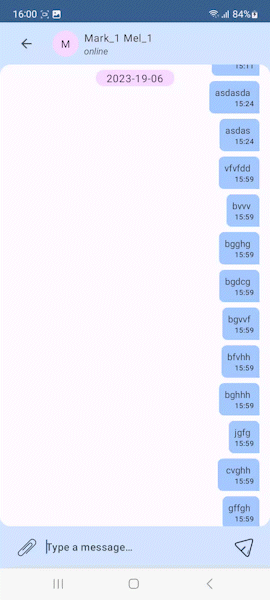 16:00 84%
Mark_1 Mel_1
M
online
15:11
2023-19-06
asdasda
15:24
asdas
15:24
vfvfdd
15:59
bvvv
15:59
bgghg
15:59
bgdcg
15:59
bgvvf
15:59
bfvhh
15:59
bghhh
15:59
jgfg
15:59
cvghh
15:59
gffgh
15:59
Type a message...